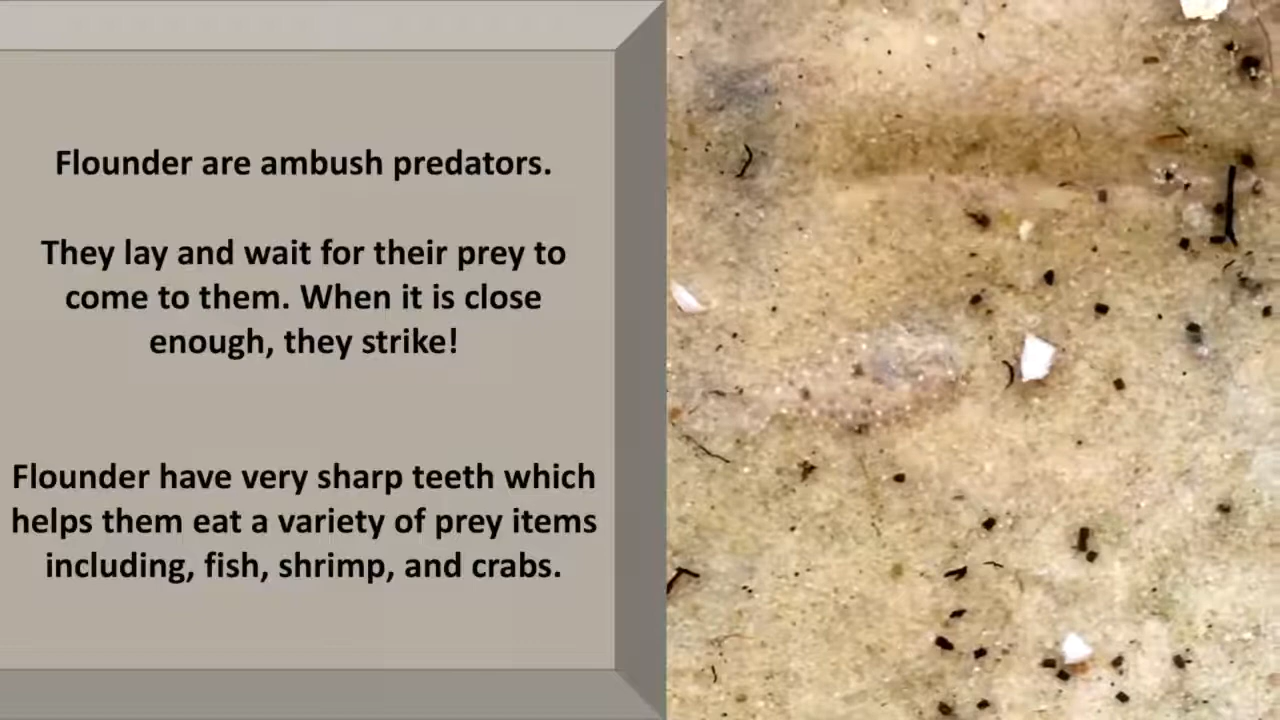 Flounder are ambush predators.
They lay and wait for their prey to
come to them. When it is close
enough, they strike!
Flounder have very sharp teeth which
helps them eat a variety of prey items
including, fish, shrimp, and crabs.